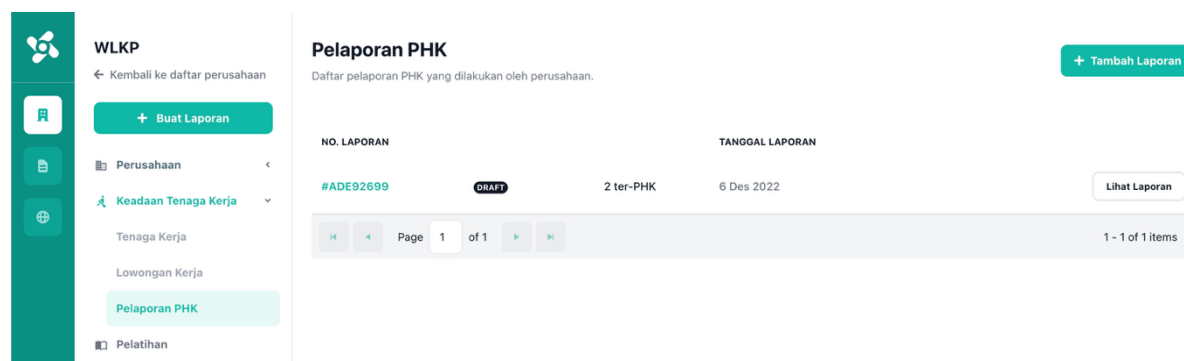 WLKP
Kembali ke daftar perusahaan
+ Buat Laporan
Perusahaan
Keadaan Tenaga Kerja
Tenaga Kerja
Lowongan Kerja
Pelaporan PHK
Pelatihan
Pelaporan PHK
Daftar pelaporan PHK yang dilakukan oleh perusahaan.
+ Tambah Laporan
NO. LAPORAN TANGGAL LAPORAN
#ADE92699 DRAFT 2 ter-PHK 6 Des 2022 Lihat Laporan
Page 1 of 1 1 - 1 of 1 items